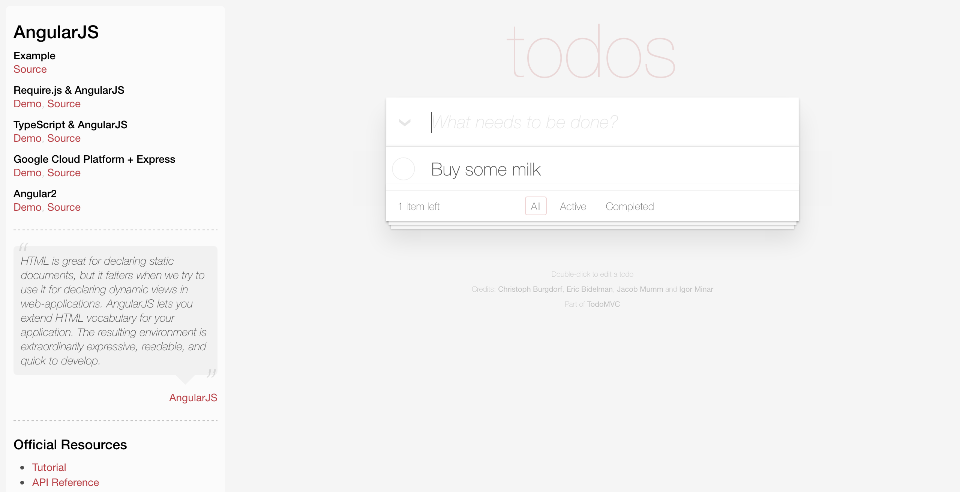 AngularJS
Example
Source
Require.js & AngularJS
Demo, Source
TypeScript & AngularJS
Demo, Source
Google Cloud Platform + Express
Demo, Source
Angular2
Demo, Source
“
HTML is great for declaring static
documents, but it falters when we try to
use it for declaring dynamic views in
web-applications. AngularJS lets you
extend HTML vocabulary for your
application. The resulting environment is
extraordinarily expressive, readable, and
quick to develop.
”
AngularJS
Official Resources
• Tutorial
• API Reference
todos
What needs to be done?
Buy some milk
1 item left
All Active Completed
Double-click to edit a todo
Credits: Christoph Burgdorf, Eric Bidelman, Jacob Mumm and Igor Minar
Part of TodoMVC